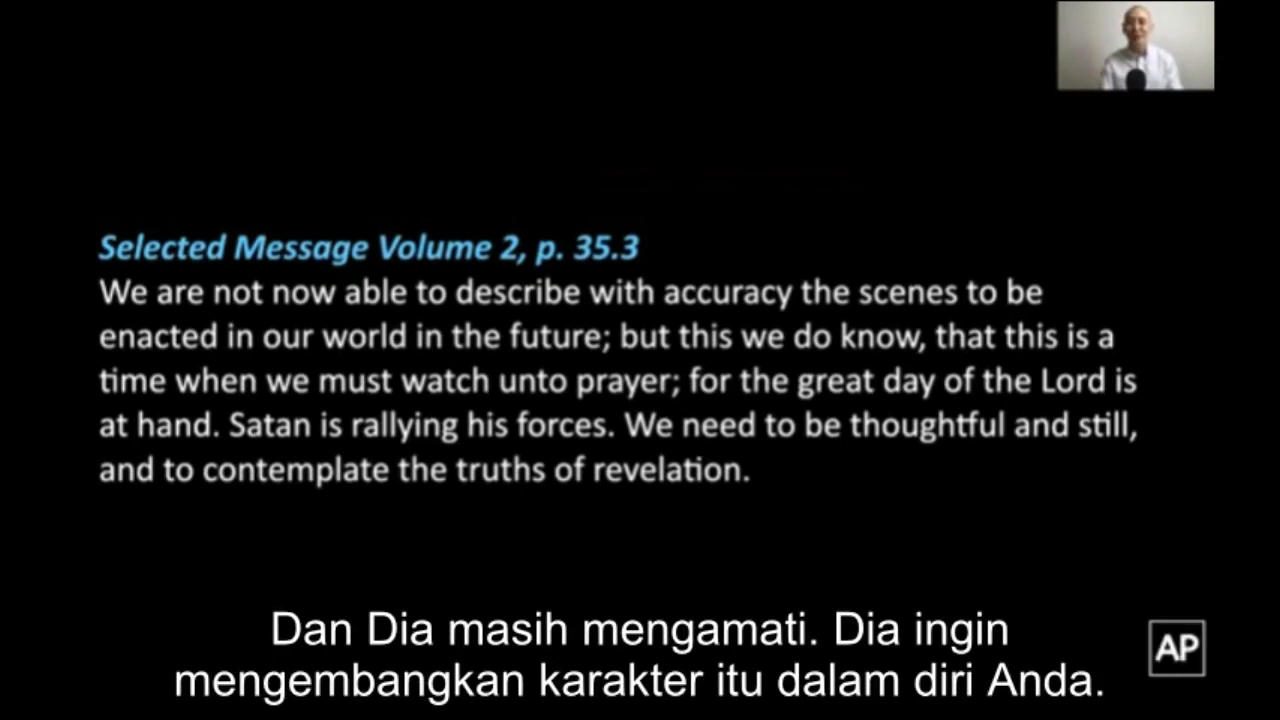 Selected Message Volume 2, p. 35.3
We are not now able to describe with accuracy the scenes to be
enacted in our world in the future; but this we do know, that this is a
time when we must watch unto prayer; for the great day of the Lord is
at hand. Satan is rallying his forces. We need to be thoughtful and still,
and to contemplate the truths of revelation.
Dan Dia masih mengamati. Dia ingin
mengembangkan karakter itu dalam diri Anda.
AP